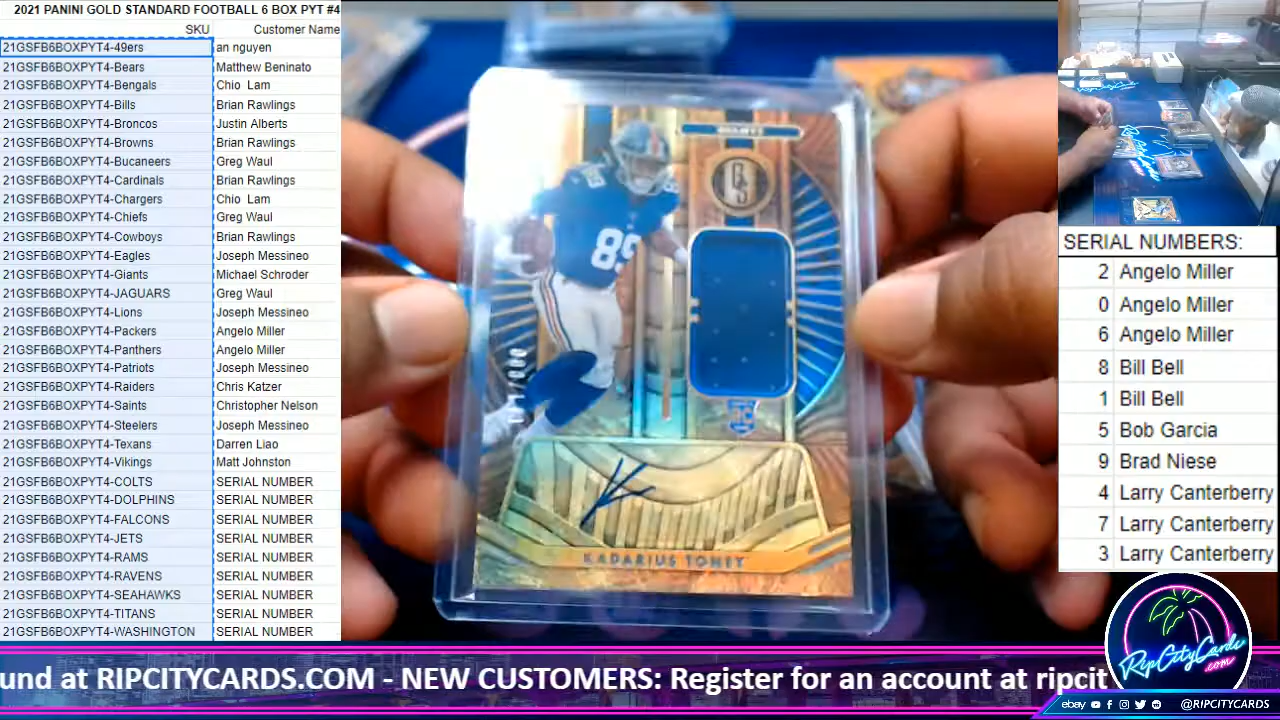 2021 PANINI GOLD STANDARD FOOTBALL 6 BOX PYT #4
SKU Customer Name
21GSFB6BOXPYT4-49ers an nguyen
21GSFB6BOXPYT4-Bears Matthew Beninato
21GSFB6BOXPYT4-Bengals Chio Lam
21GSFB6BOXPYT4-Bills Brian Rawlings
21GSFB6BOXPYT4-Broncos Justin Alberts
21GSFB6BOXPYT4-Browns Brian Rawlings
21GSFB6BOXPYT4-Bucaneers Greg Waul
21GSFB6BOXPYT4-Cardinals Brian Rawlings
21GSFB6BOXPYT4-Chargers Chio Lam
21GSFB6BOXPYT4-Chiefs Greg Waul
21GSFB6BOXPYT4-Cowboys Brian Rawlings
21GSFB6BOXPYT4-Eagles Joseph Messineo
21GSFB6BOXPYT4-Giants Michael Schroder
21GSFB6BOXPYT4-JAGUARS Greg Waul
21GSFB6BOXPYT4-Lions Joseph Messineo
21GSFB6BOXPYT4-Packers Angelo Miller
21GSFB6BOXPYT4-Panthers Angelo Miller
21GSFB6BOXPYT4-Patriots Joseph Messineo
21GSFB6BOXPYT4-Raiders Chris Katzer
21GSFB6BOXPYT4-Saints Christopher Nelson
21GSFB6BOXPYT4-Steelers Joseph Messineo
21GSFB6BOXPYT4-Texans Darren Liao
21GSFB6BOXPYT4-Vikings Matt Johnston
21GSFB6BOXPYT4-COLTS SERIAL NUMBER
21GSFB6BOXPYT4-DOLPHINS SERIAL NUMBER
21GSFB6BOXPYT4-FALCONS SERIAL NUMBER
21GSFB6BOXPYT4-JETS SERIAL NUMBER
21GSFB6BOXPYT4-RAMS SERIAL NUMBER
21GSFB6BOXPYT4-RAVENS SERIAL NUMBER
21GSFB6BOXPYT4-SEAHAWKS SERIAL NUMBER
21GSFB6BOXPYT4-TITANS SERIAL NUMBER
21GSFB6BOXPYT4-WASHINGTON SERIAL NUMBER
GIANTS
GS
89
RC
KADARIUS TONEY
SERIAL NUMBERS:
2 Angelo Miller
0 Angelo Miller
6 Angelo Miller
8 Bill Bell
1 Bill Bell
5 Bob Garcia
9 Brad Niese
4 Larry Canterberry
7 Larry Canterberry
3 Larry Canterberry
RipCityCards
.com
und at RIPCITYCARDS.COM - NEW CUSTOMERS: Register for an account at ripcit
ebay @RIPCITYCARDS